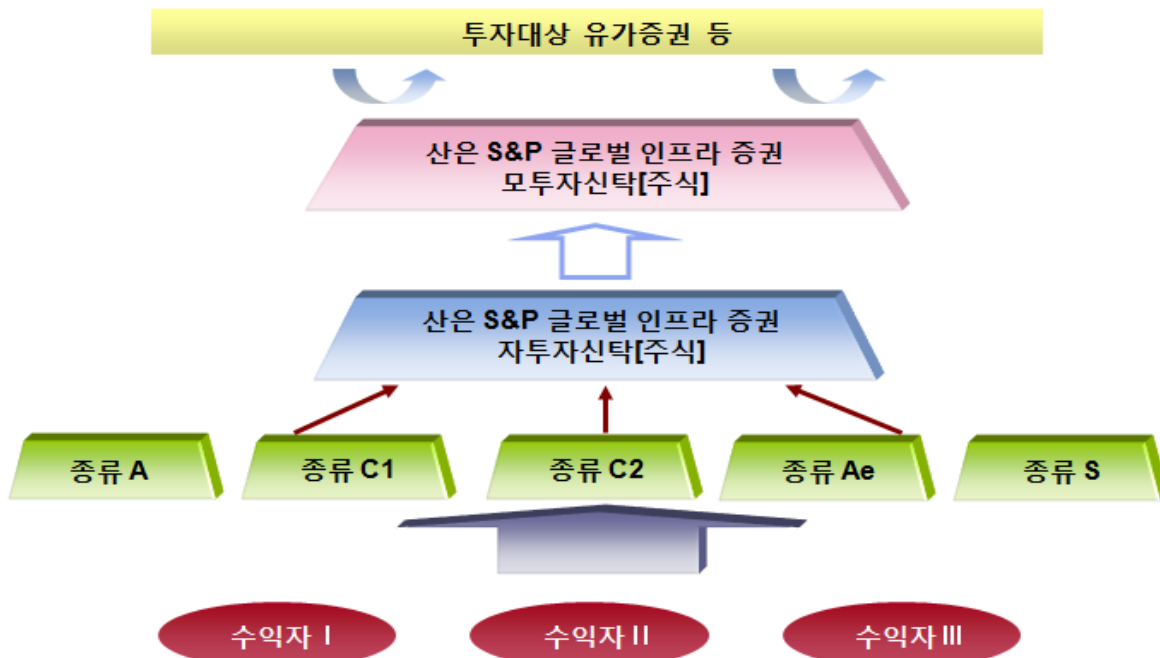 투자대상 유가증권 등
산은 S&P 글로벌 인프라 증권
모투자신탁[주식]
산은 S&P 글로벌 인프라 증권
자투자신탁[주식]
종류 A
종류 C1
종류 C2
종류 Ae
종류 S
수익자 I
수익자 II
수익자 III